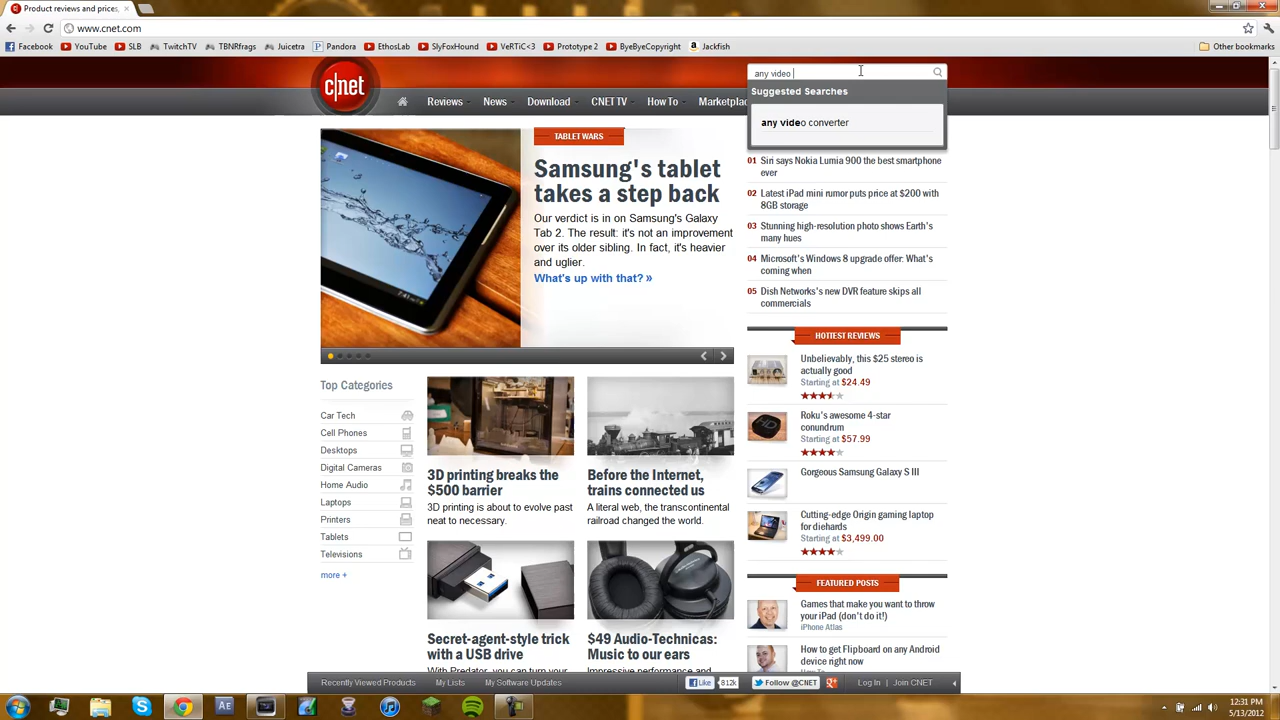 Product reviews and prices,
www.cnet.com
Facebook YouTube SLB TwitchTV TBNRfrags Juicetra Pandora EthosLab SlyFoxHound VeRTiC<3 Prototype 2 ByeByeCopyright Jackfish Other bookmarks
c|net
any video
Reviews News Download CNET TV How To Marketplac
Suggested Searches
any video converter
TABLET WARS
Samsung's tablet
takes a step back
Our verdict is in on Samsung's Galaxy
Tab 2. The result: it's not an improvement
over its older sibling. In fact, it's heavier
and uglier.
What's up with that? »
01 Siri says Nokia Lumia 900 the best smartphone
ever
02 Latest iPad mini rumor puts price at $200 with
8GB storage
03 Stunning high-resolution photo shows Earth's
many hues
04 Microsoft's Windows 8 upgrade offer: What's
coming when
05 Dish Networks's new DVR feature skips all
commercials
HOTTEST REVIEWS
Unbelievably, this $25 stereo is
actually good
Starting at $24.49
Roku's awesome 4-star
conundrum
Starting at $57.99
Gorgeous Samsung Galaxy S III
Cutting-edge Origin gaming laptop
for diehards
Starting at $3,499.00
FEATURED POSTS
Games that make you want to throw
your iPad (don't do it!)
iPhone Atlas
How to get Flipboard on any Android
device right now
Top Categories
Car Tech
Cell Phones
Desktops
Digital Cameras
Home Audio
Laptops
Printers
Tablets
Televisions
more +
3D printing breaks the
$500 barrier
3D printing is about to evolve past
neat to necessary.
Before the Internet,
trains connected us
A literal web, the transcontinental
railroad changed the world.
Secret-agent-style trick
with a USB drive
With Predator, you can turn your
$49 Audio-Technicas:
Music to our ears
Impressive performance and
Recently Viewed Products My Lists My Software Updates Like 812k Follow @CNET Log In Join CNET
12:31 PM
5/13/2012